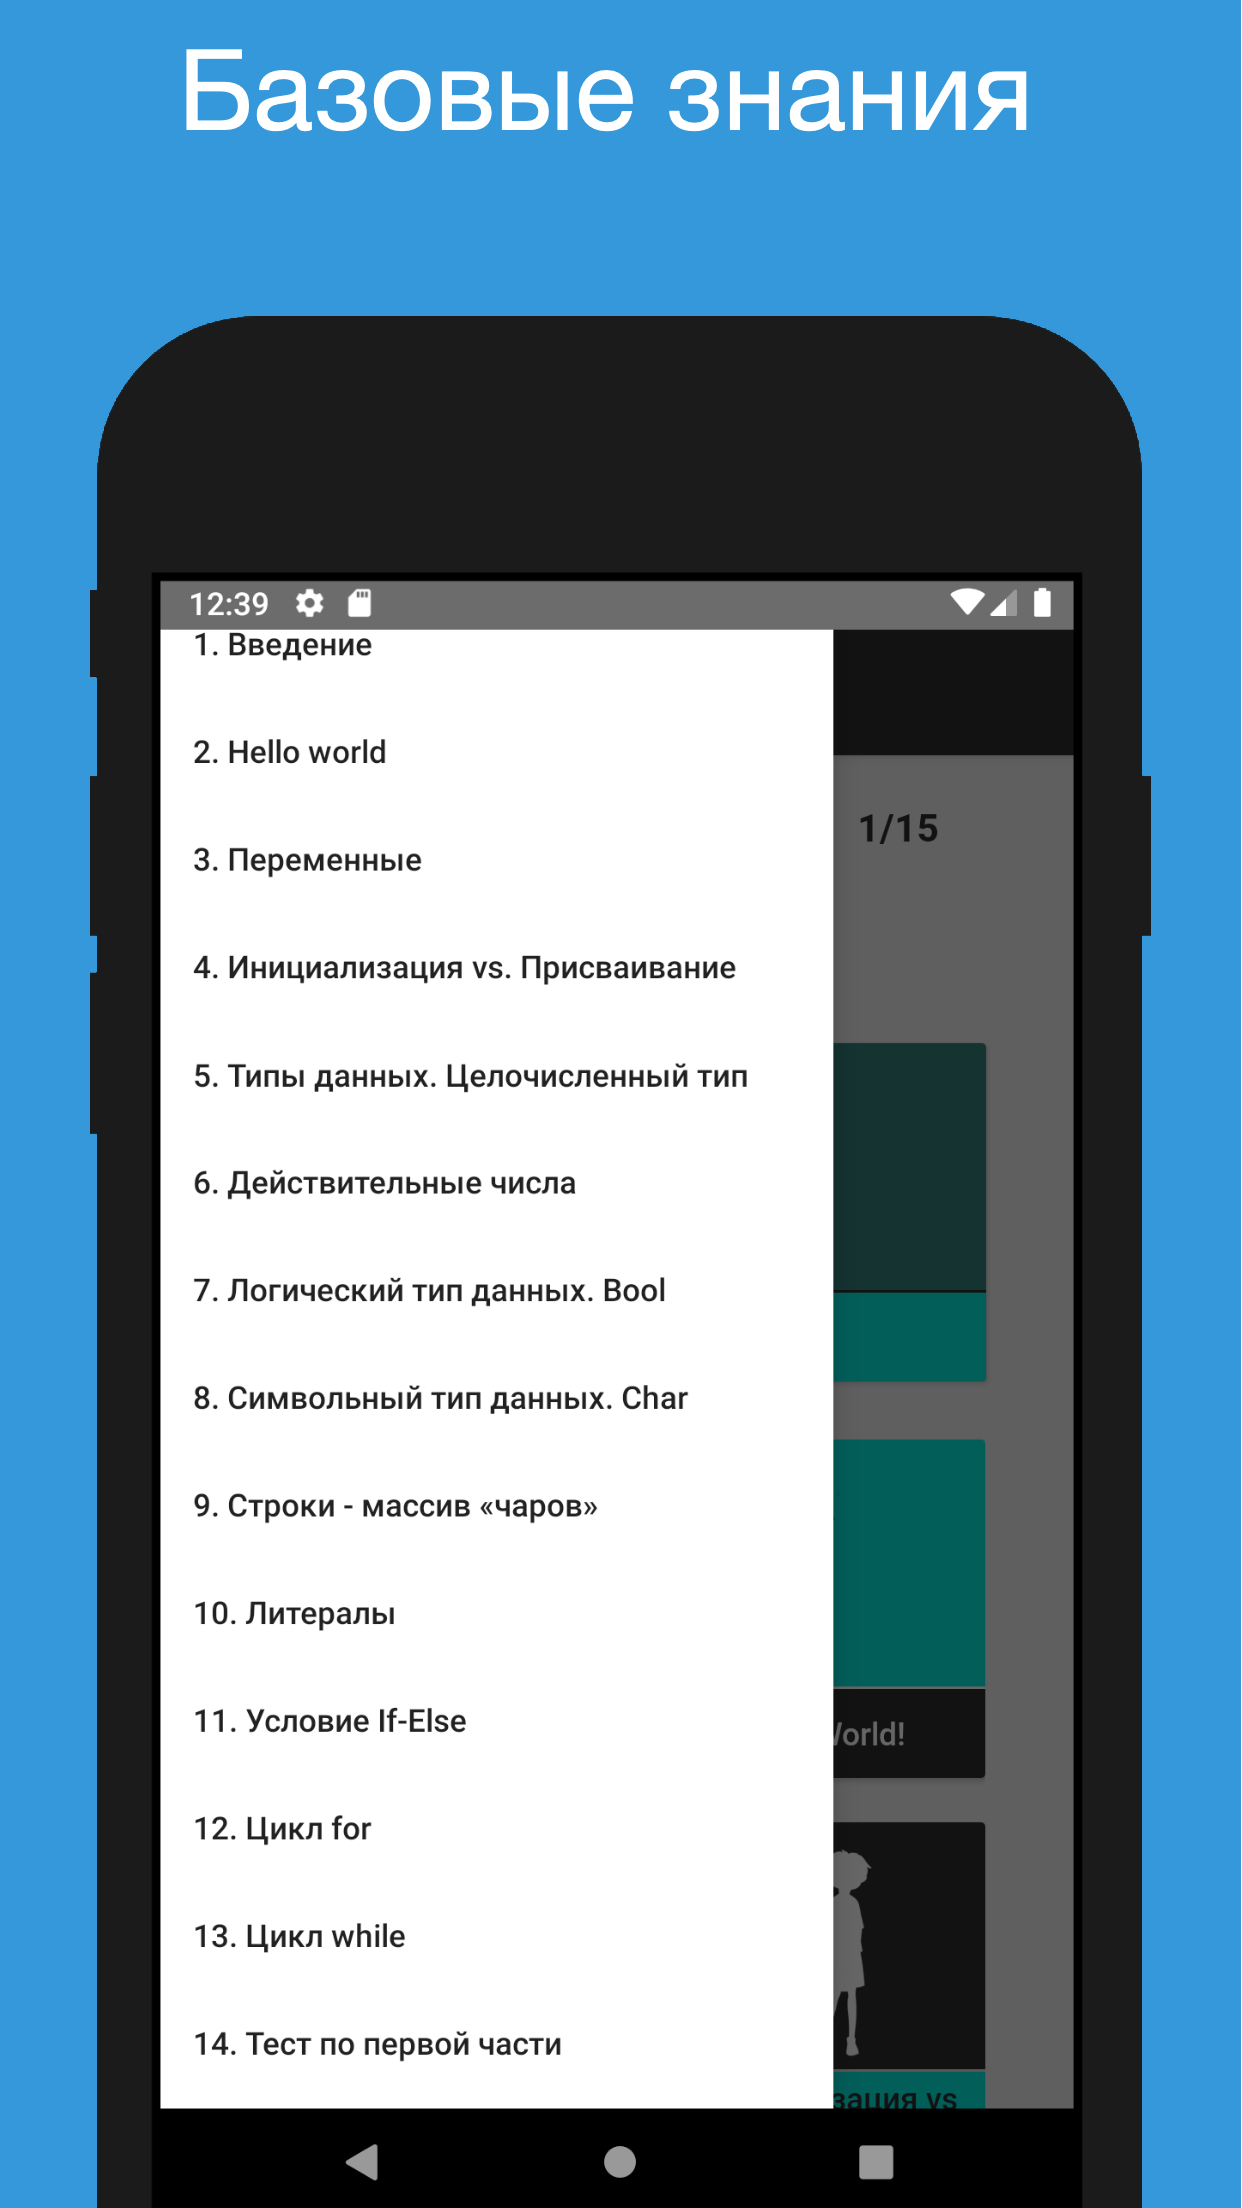 Базовые знания
12:39
1. Введение
2. Hello world
3. Переменные
1/15
4. Инициализация vs. Присваивание
5. Типы данных. Целочисленный тип
6. Действительные числа
7. Логический тип данных. Bool
8. Символьный тип данных. Char
9. Строки - массив «чаров»
10. Литералы
11. Условие If-Else
World!
12. Цикл for
13. Цикл while
14. Тест по первой части
зация vs